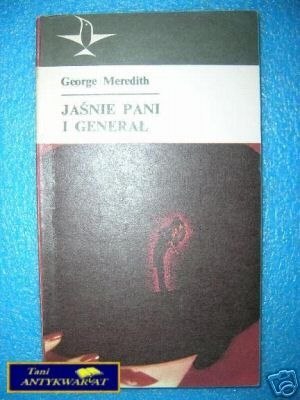 George Meredith
JAŚNIE PANI
I GENERAŁ
Tani
ANTYKWARIAT